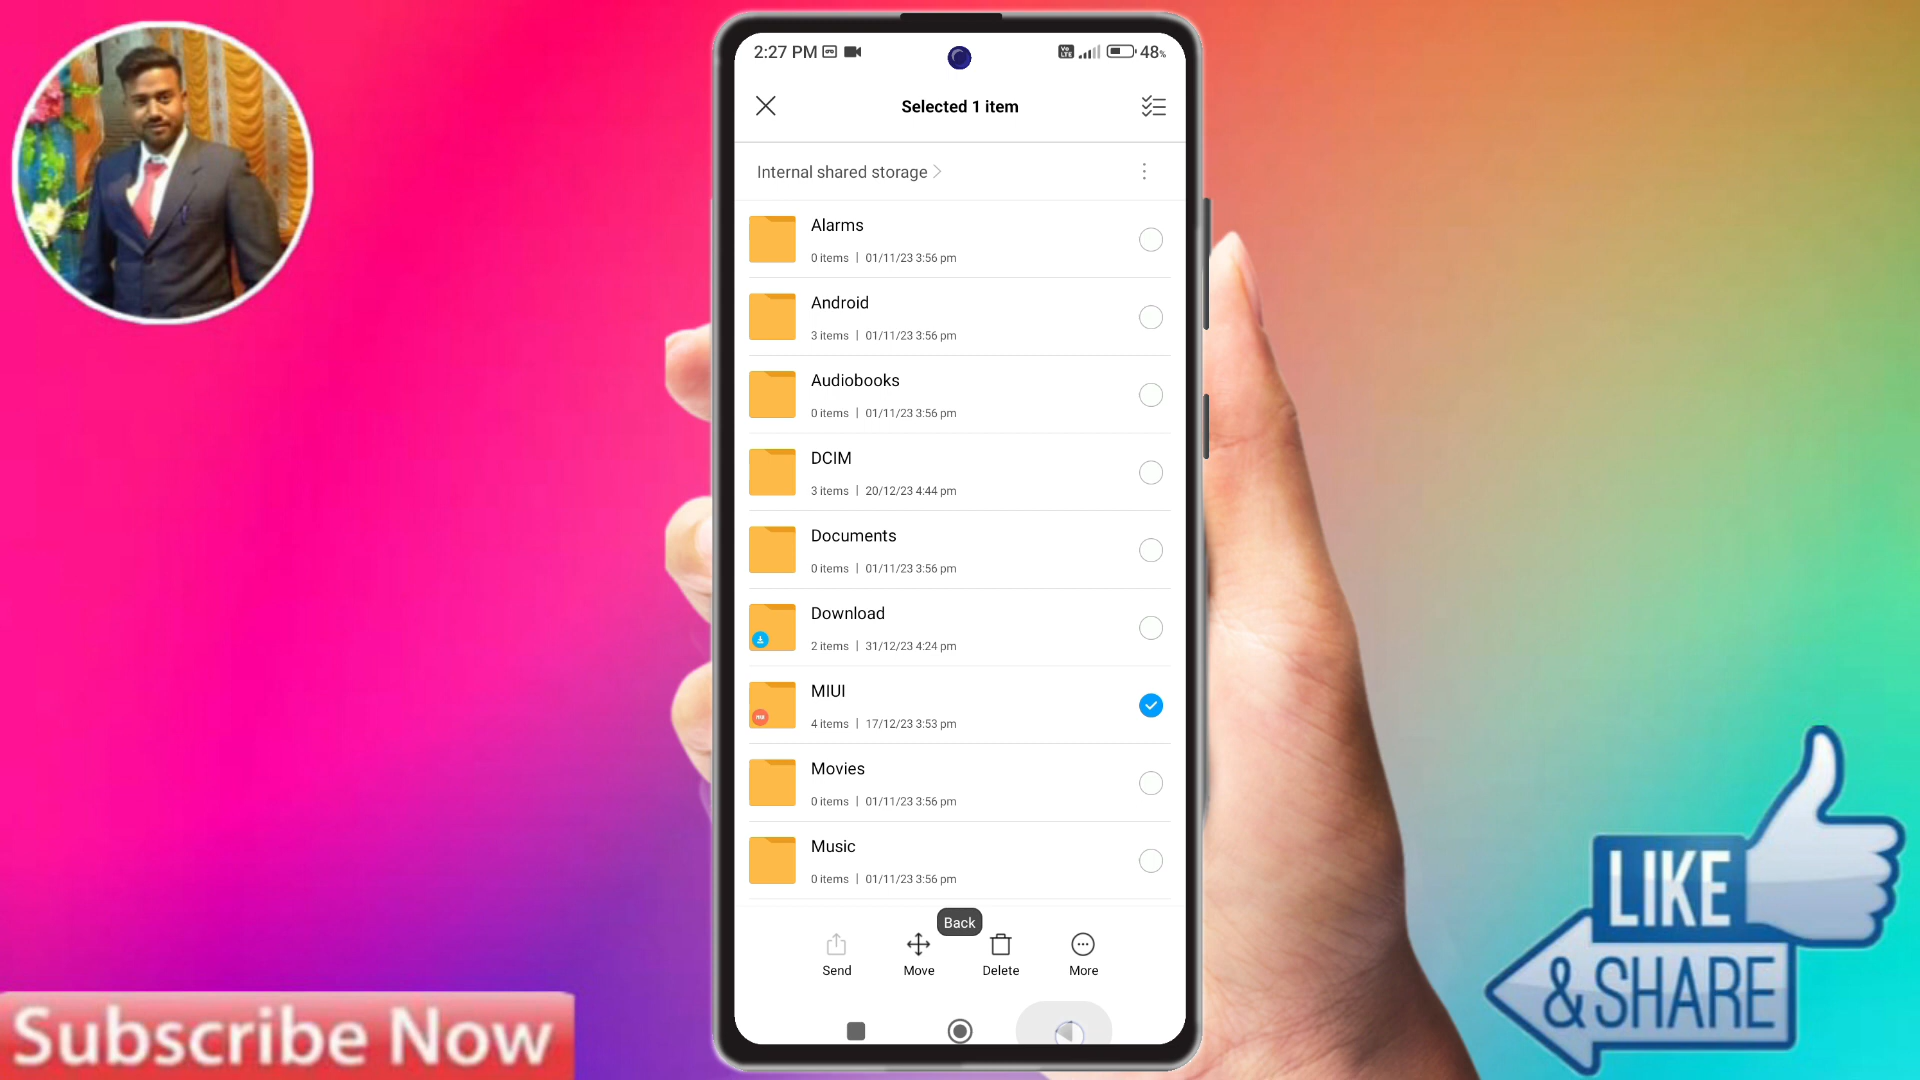 2:27 PM
Vo LTE
48%
Selected 1 item
Internal shared storage
Alarms
0 items | 01/11/23 3:56 pm
Android
3 items | 01/11/23 3:56 pm
Audiobooks
0 items | 01/11/23 3:56 pm
DCIM
3 items | 20/12/23 4:44 pm
Documents
0 items | 01/11/23 3:56 pm
Download
2 items | 31/12/23 4:24 pm
MIUI
4 items | 17/12/23 3:53 pm
Movies
0 items | 01/11/23 3:56 pm
Music
0 items | 01/11/23 3:56 pm
Back
Send Move Delete More
Subscribe Now
LIKE
& SHARE